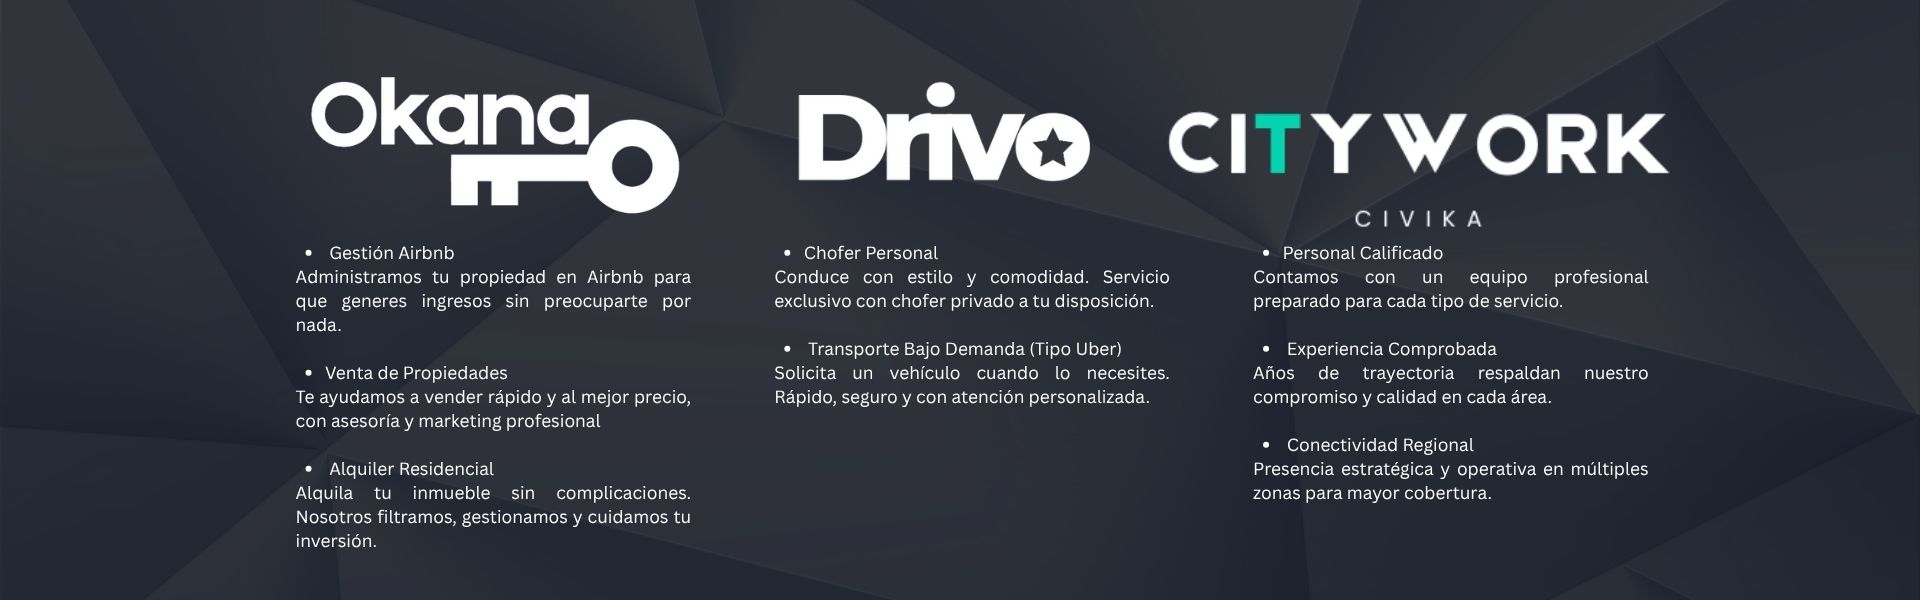 Okana
• Gestión Airbnb
Administramos tu propiedad en Airbnb para
que generes ingresos sin preocuparte por
nada.
• Venta de Propiedades
Te ayudamos a vender rápido y al mejor precio,
con asesoría y marketing profesional
• Alquiler Residencial
Alquila tu inmueble sin complicaciones.
Nosotros filtramos, gestionamos y cuidamos tu
inversión.
Drivo
• Chofer Personal
Conduce con estilo y comodidad. Servicio
exclusivo con chofer privado a tu disposición.
• Transporte Bajo Demanda (Tipo Uber)
Solicita un vehículo cuando lo necesites.
Rápido, seguro y con atención personalizada.
CITYWORK
CIVIKA
• Personal Calificado
Contamos con un equipo profesional
preparado para cada tipo de servicio.
• Experiencia Comprobada
Años de trayectoria respaldan nuestro
compromiso y calidad en cada área.
• Conectividad Regional
Presencia estratégica y operativa en múltiples
zonas para mayor cobertura.